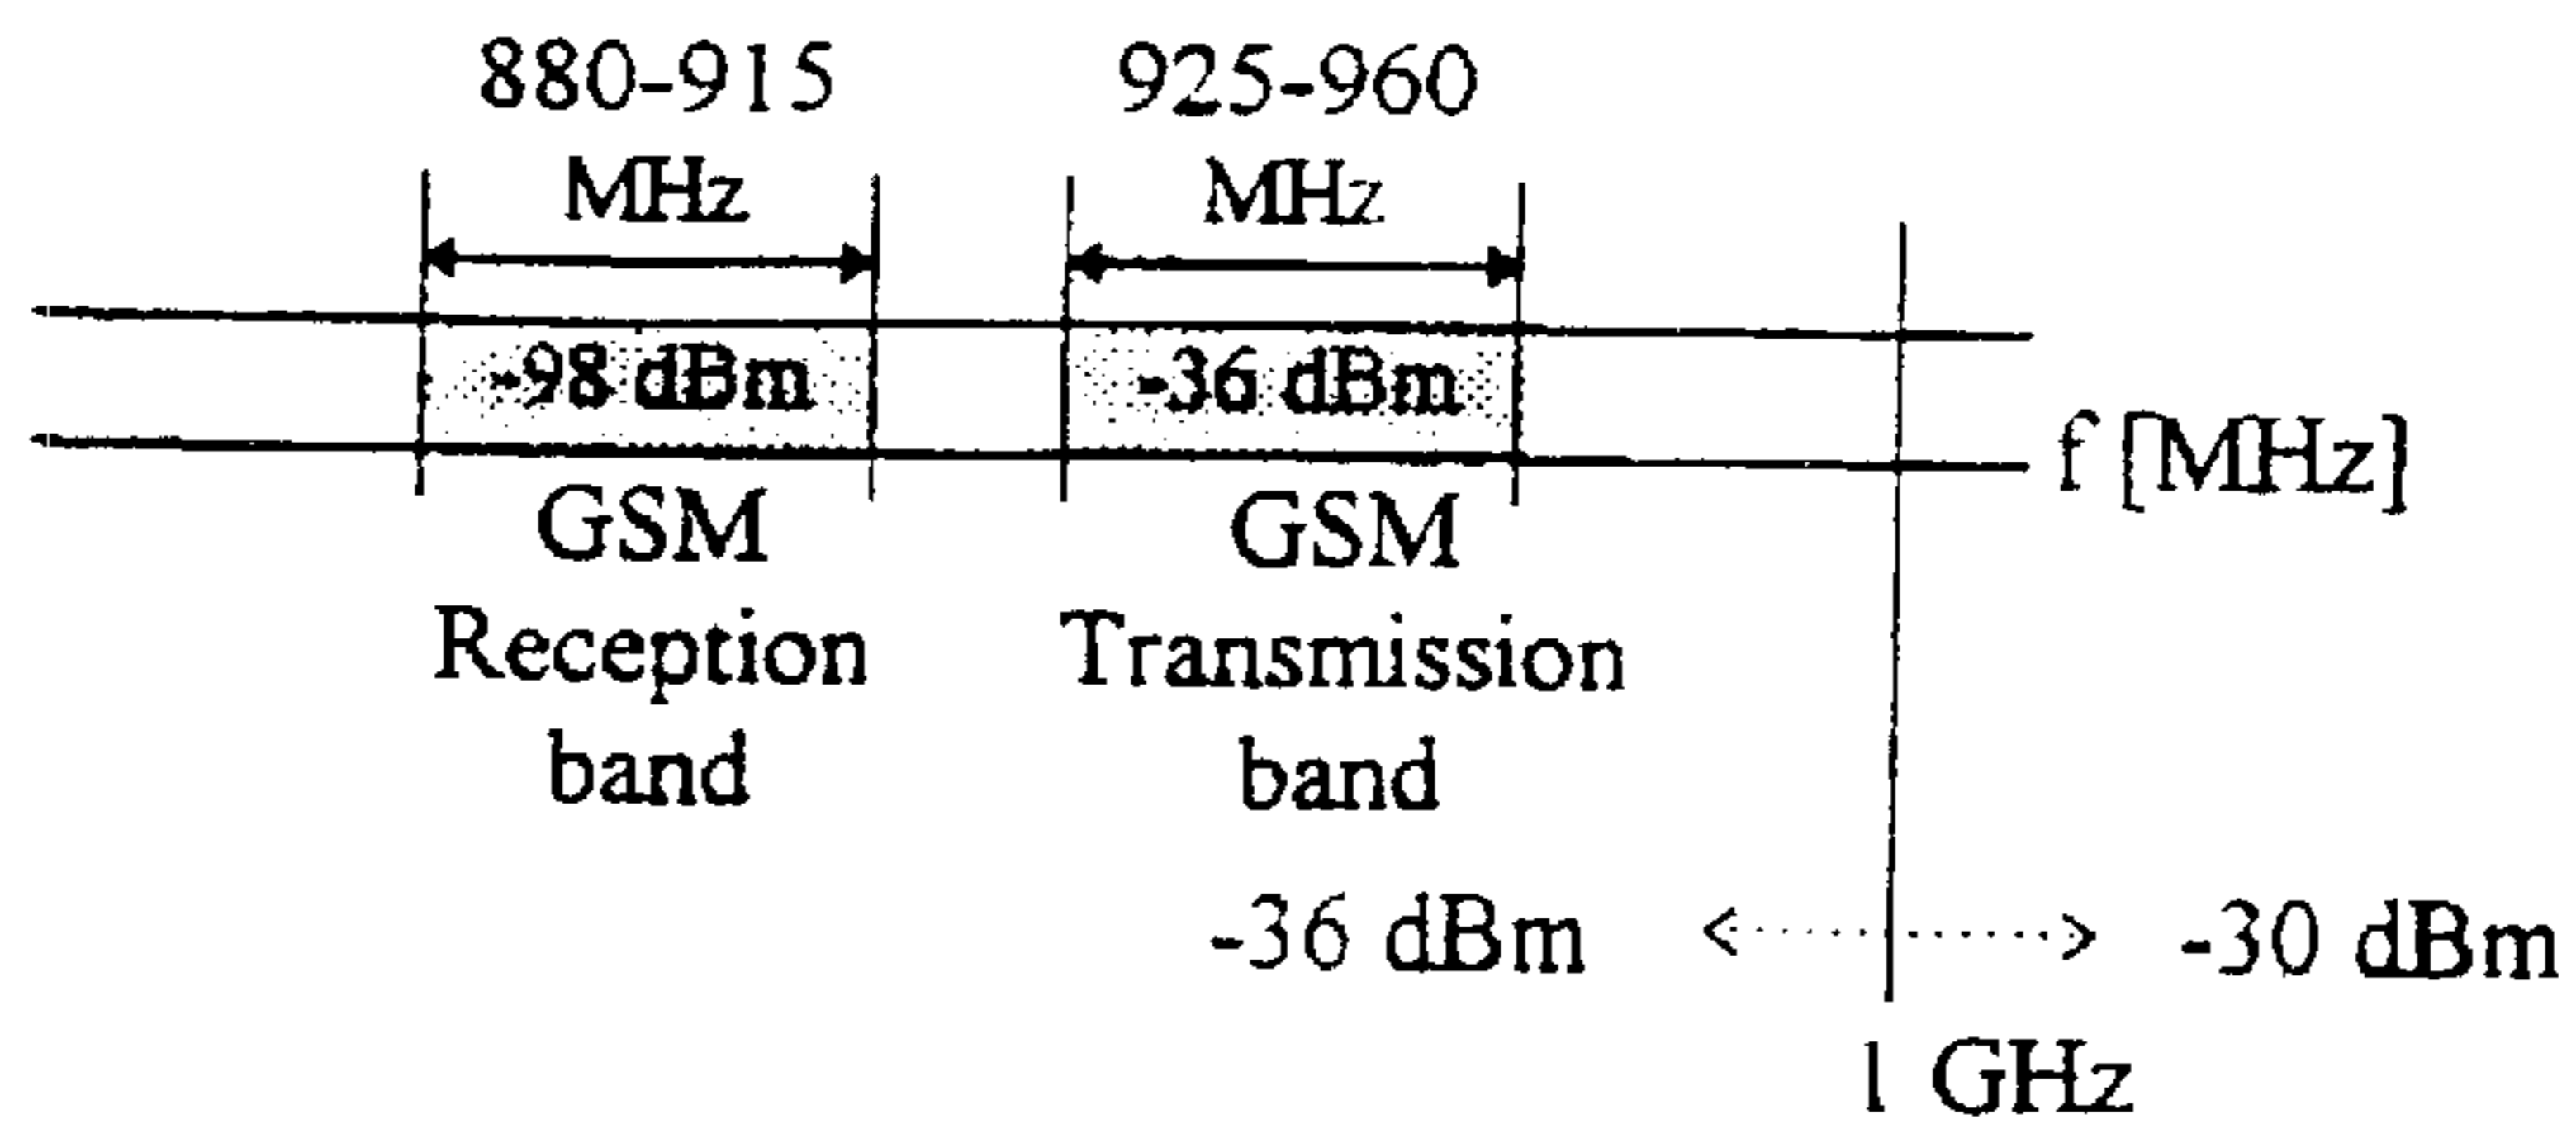 880-915
MHz
925-960
MHz
-98 dBm
-36 dBm
f [MHz]
GSM
Reception
band
GSM
Transmission
band
-36 dBm
-30 dBm
1 GHz